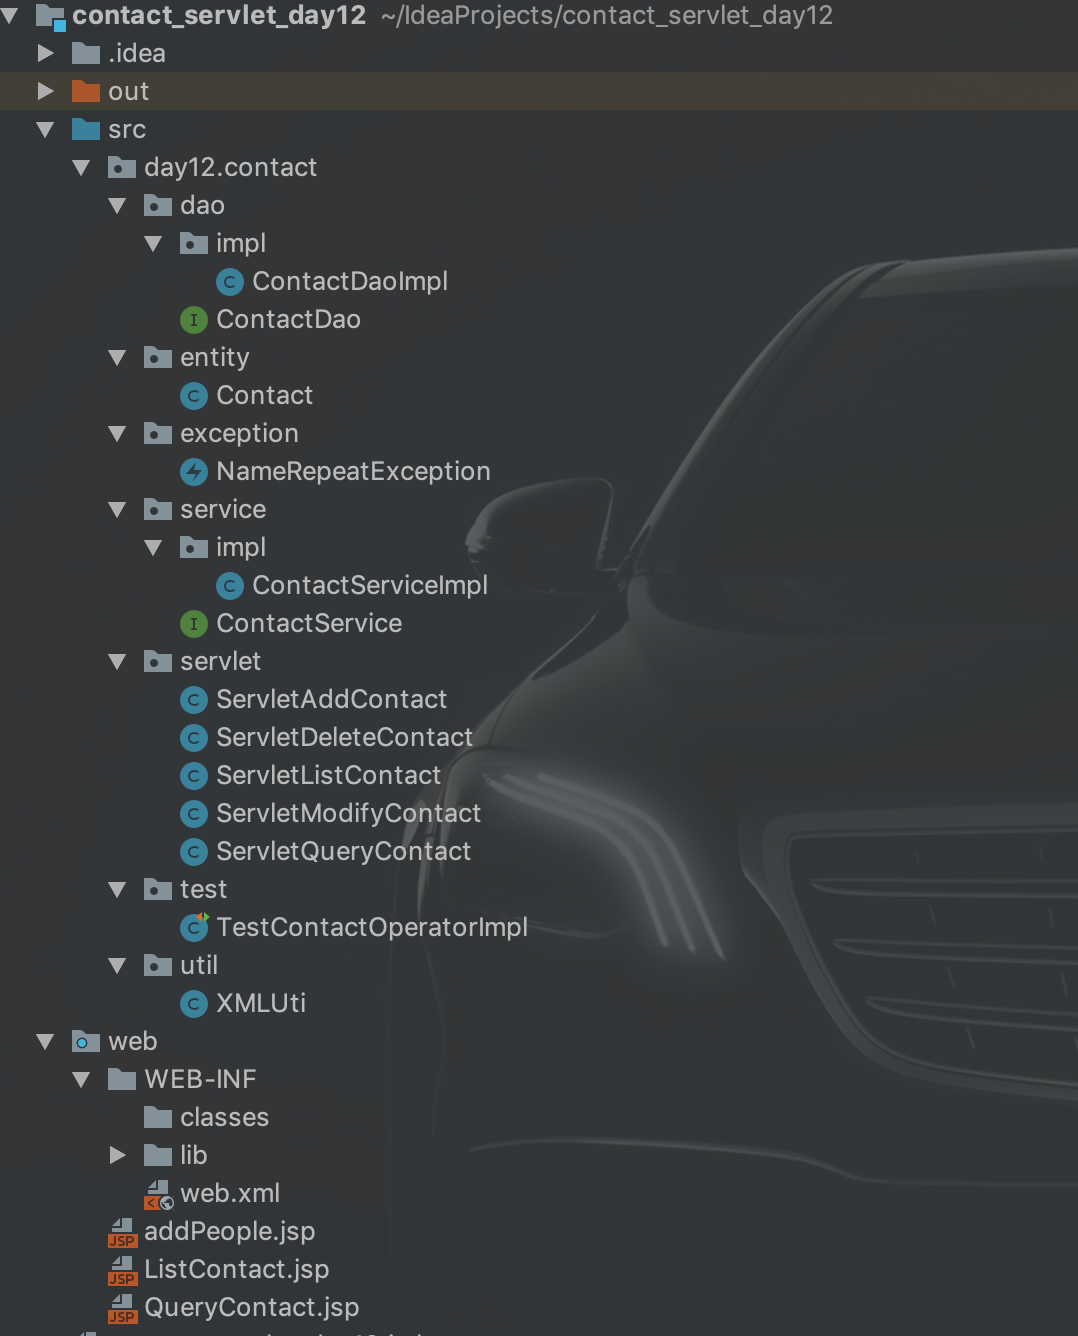 contact_servlet_day12 ~/IdeaProjects/contact_servlet_day12
.idea
out
src
day12.contact
dao
impl
C ContactDaoImpl
I ContactDao
entity
C Contact
exception
NameRepeatException
service
impl
C ContactServiceImpl
I ContactService
servlet
C ServletAddContact
C ServletDeleteContact
C ServletListContact
C ServletModifyContact
C ServletQueryContact
test
C TestContactOperatorImpl
util
C XMLUti
web
WEB-INF
classes
lib
web.xml
JSP addPeople.jsp
JSP ListContact.jsp
JSP QueryContact.jsp